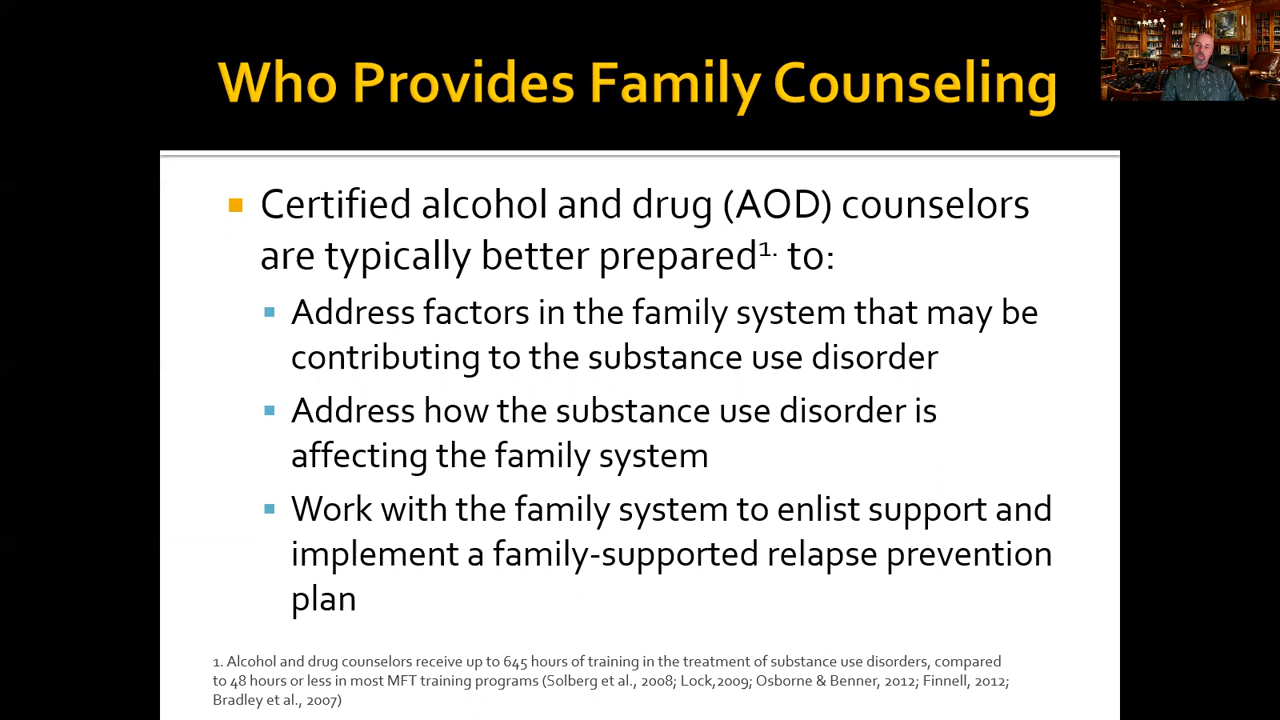 Who Provides Family Counseling
Certified alcohol and drug (AOD) counselors
are typically better prepared¹· to:
Address factors in the family system that may be
contributing to the substance use disorder
Address how the substance use disorder is
affecting the family system
Work with the family system to enlist support and
implement a family-supported relapse prevention
plan
1. Alcohol and drug counselors receive up to 645 hours of training in the treatment of substance use disorders, compared
to 48 hours or less in most MFT training programs (Solberg et al., 2008; Lock,2009; Osborne & Benner, 2012; Finnell, 2012;
Bradley et al., 2007)